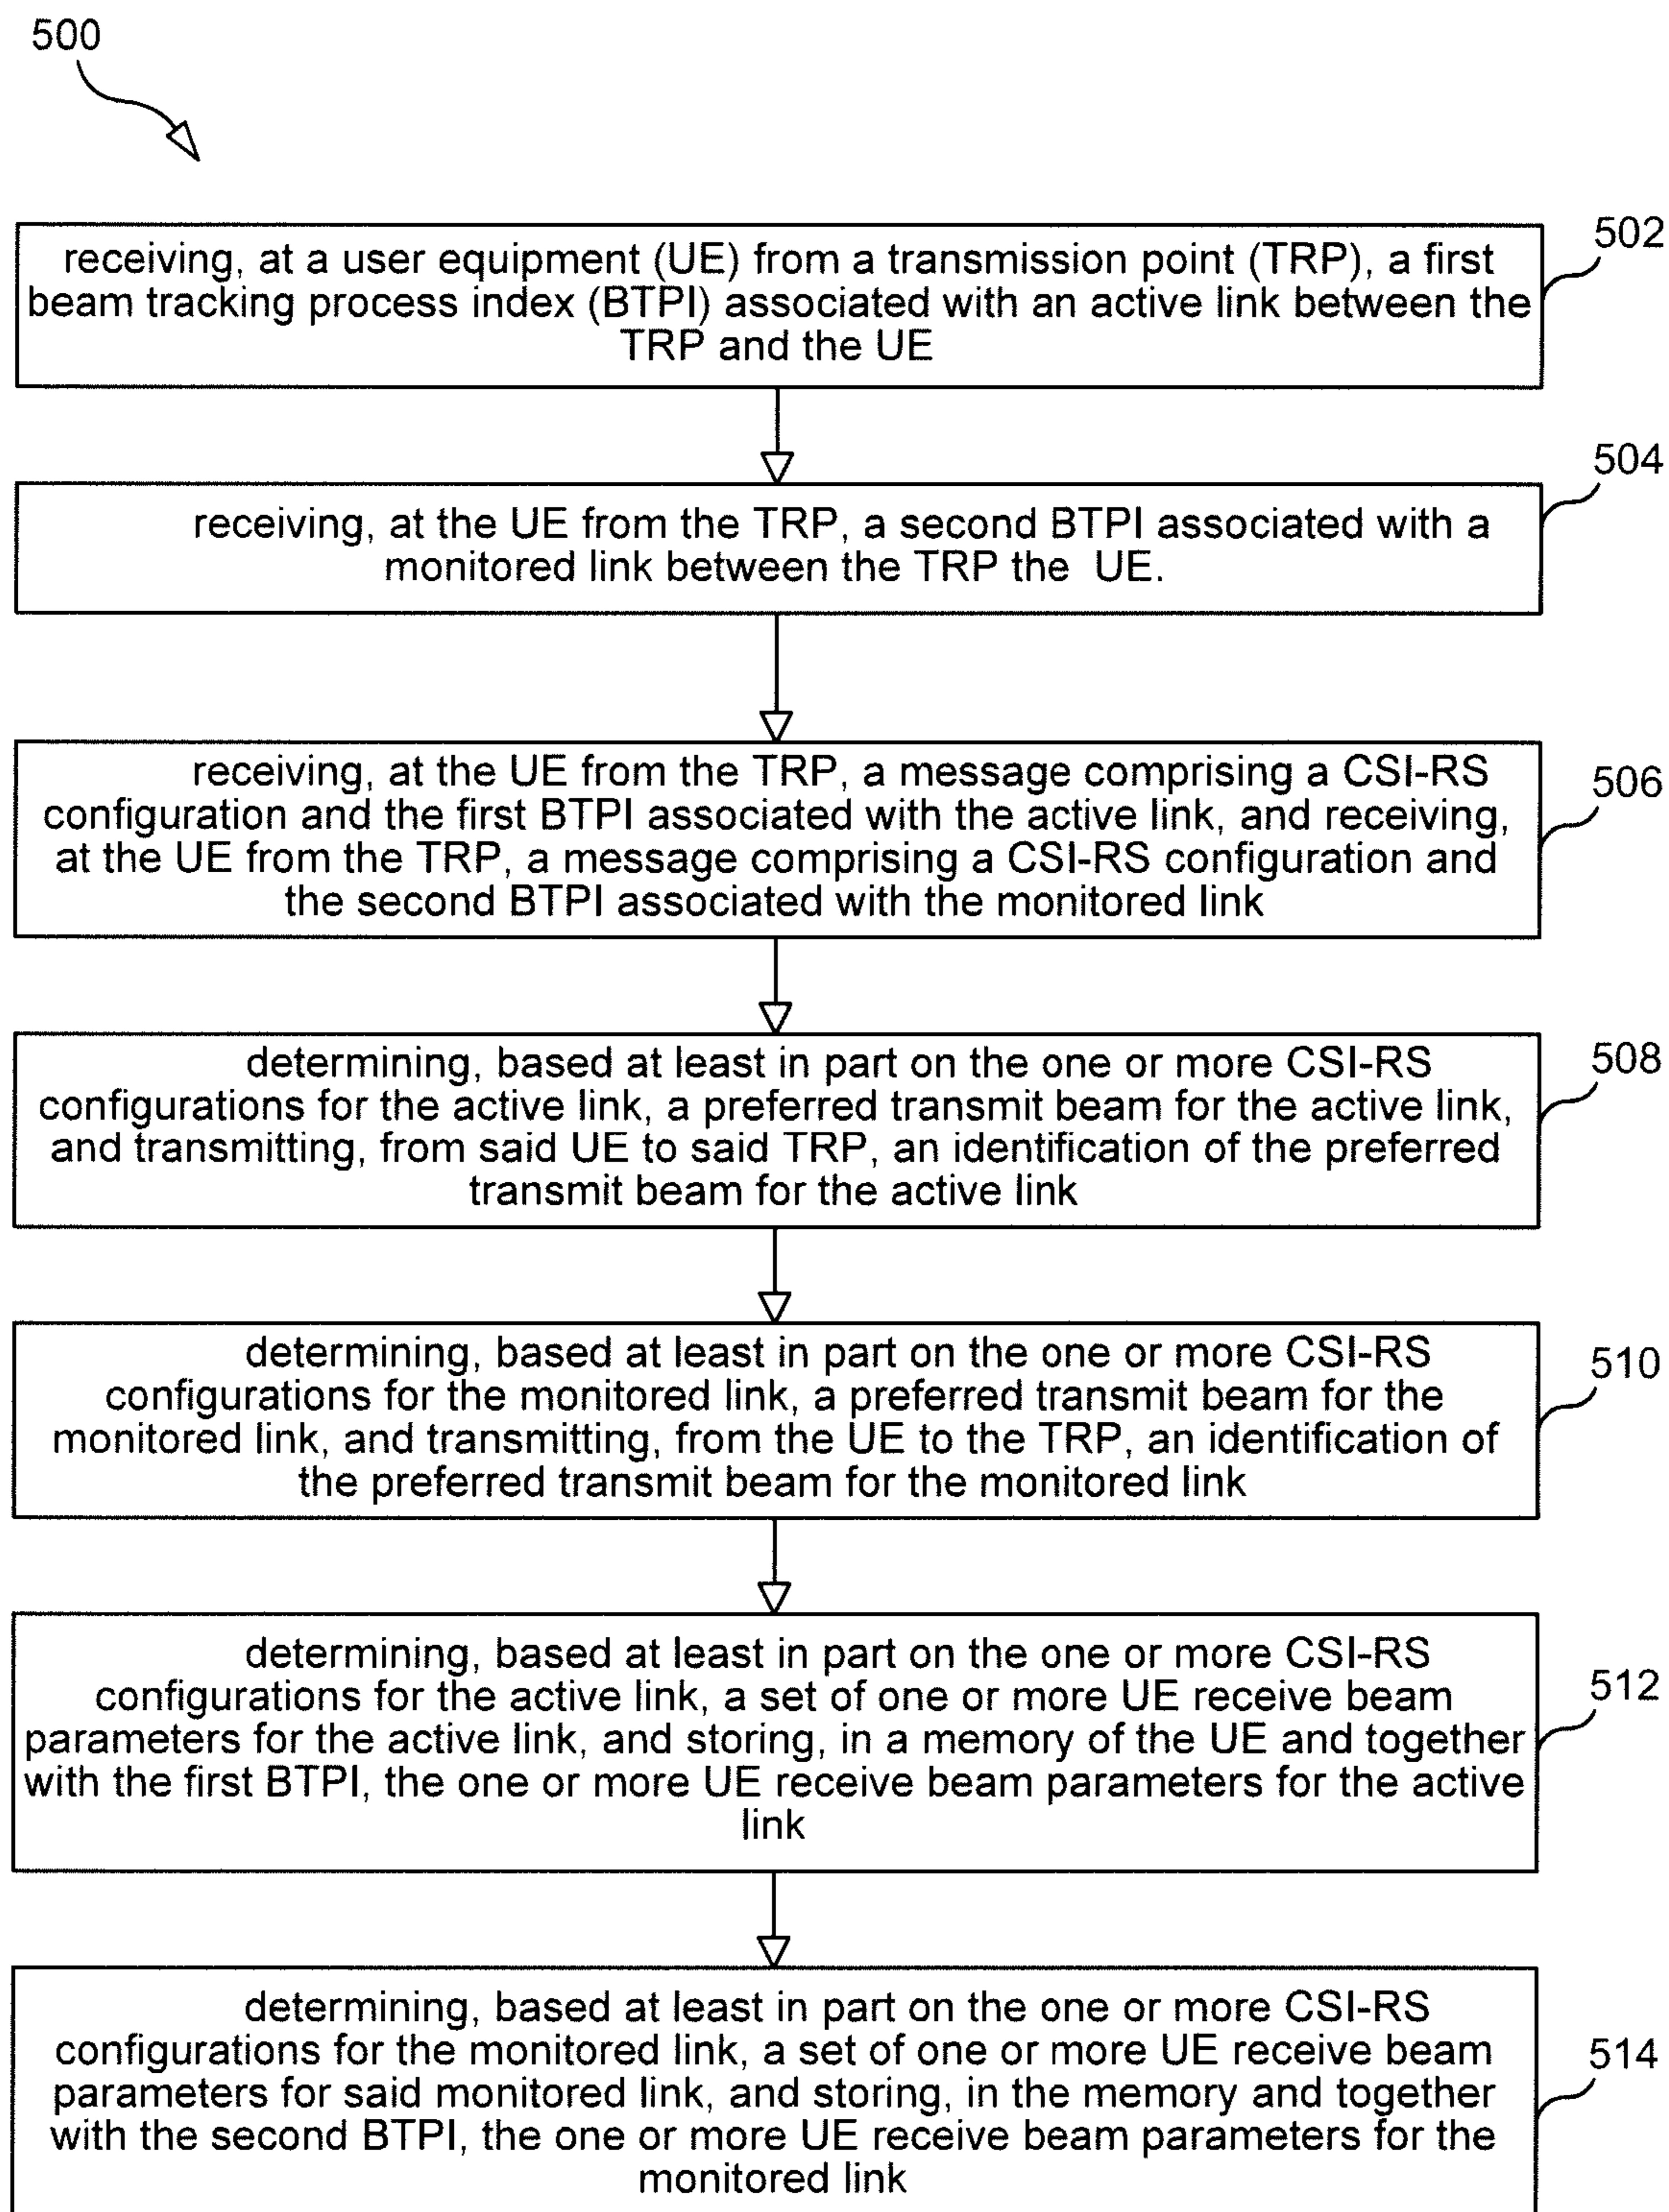 500
502
receiving, at a user equipment (UE) from a transmission point (TRP), a first
beam tracking process index (BTPI) associated with an active link between the
TRP and the UE
504
receiving, at the UE from the TRP, a second BTPI associated with a
monitored link between the TRP the UE.
506
receiving, at the UE from the TRP, a message comprising a CSI-RS
configuration and the first BTPI associated with the active link, and receiving,
at the UE from the TRP, a message comprising a CSI-RS configuration and
the second BTPI associated with the monitored link
508
determining, based at least in part on the one or more CSI-RS
configurations for the active link, a preferred transmit beam for the active link,
and transmitting, from said UE to said TRP, an identification of the preferred
transmit beam for the active link
510
determining, based at least in part on the one or more CSI-RS
configurations for the monitored link, a preferred transmit beam for the
monitored link, and transmitting, from the UE to the TRP, an identification of
the preferred transmit beam for the monitored link
512
determining, based at least in part on the one or more CSI-RS
configurations for the active link, a set of one or more UE receive beam
parameters for the active link, and storing, in a memory of the UE and together
with the first BTPI, the one or more UE receive beam parameters for the active
link
514
determining, based at least in part on the one or more CSI-RS
configurations for the monitored link, a set of one or more UE receive beam
parameters for said monitored link, and storing, in the memory and together
with the second BTPI, the one or more UE receive beam parameters for the
monitored link